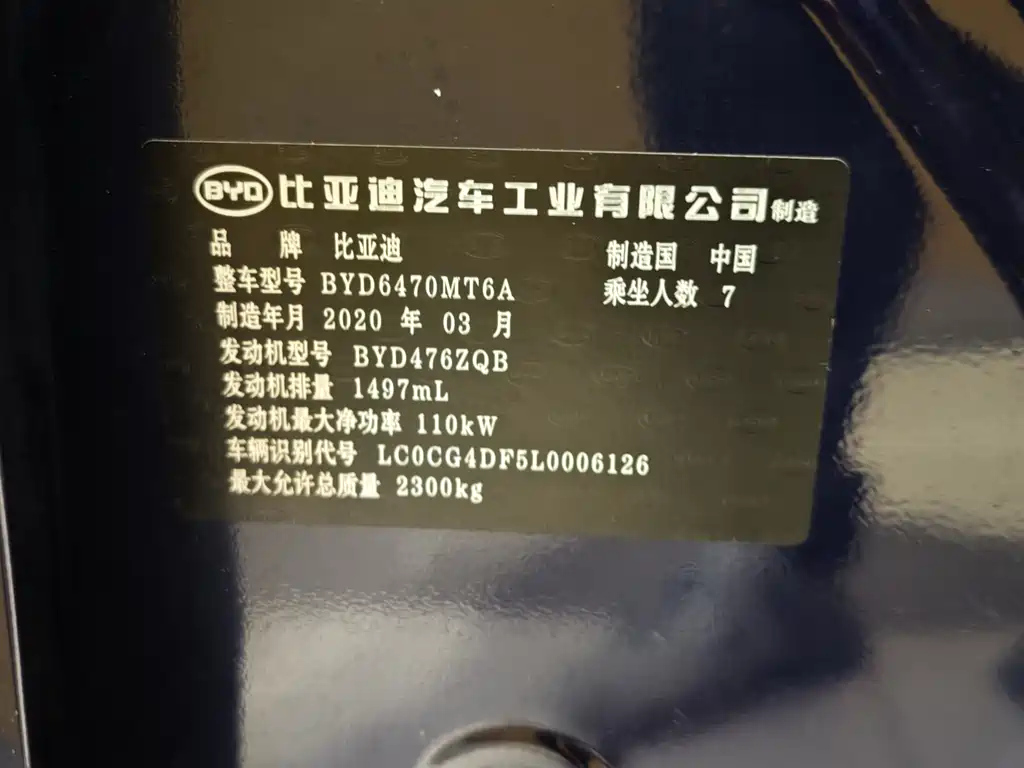 BYD 比亚迪汽车工业有限公司制造
品 牌 比亚迪 制造国 中国
整车型号 BYD6470MT6A 乘坐人数 7
制造年月 2020 年 03 月
发动机型号 BYD476ZQB
发动机排量 1497mL
发动机最大净功率 110kW
车辆识别代号 LC0CG4DF5L0006126
最大允许总质量 2300kg